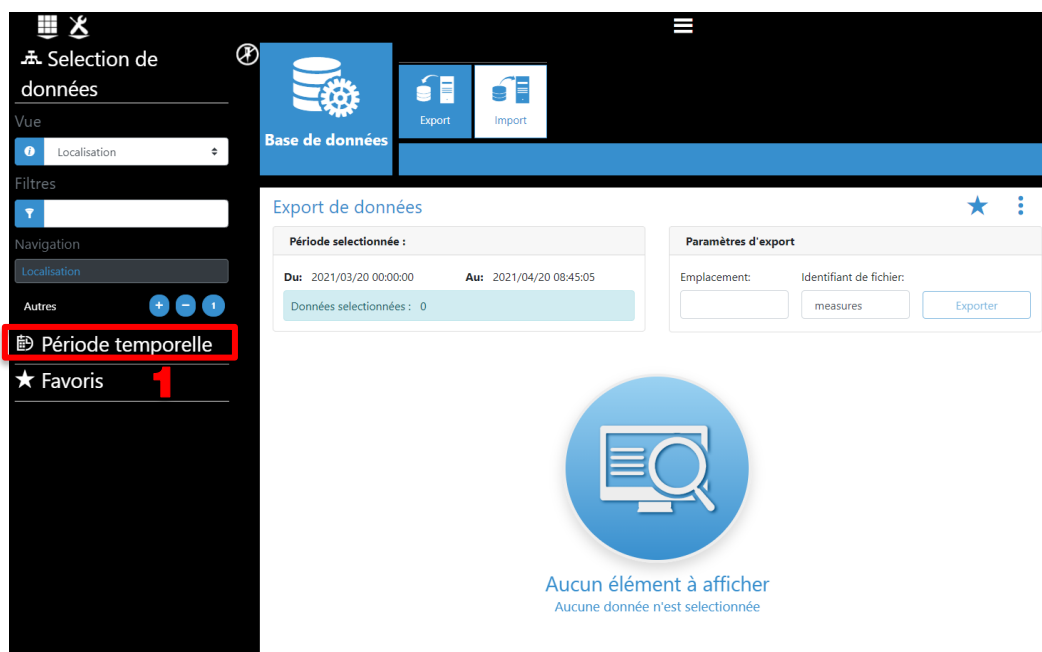 Selection de
données
Vue
Localisation
Filtres
Navigation
Localisation
Autres
1
Période temporelle
Favoris
1
Base de données
Export
Import
Export de données
Période selectionnée :
Du: 2021/03/20 00:00:00 Au: 2021/04/20 08:45:05
Données selectionnées : 0
Paramètres d'export
Emplacement: Identifiant de fichier:
measures
Exporter
Aucun élément à afficher
Aucune donnée n'est selectionnée